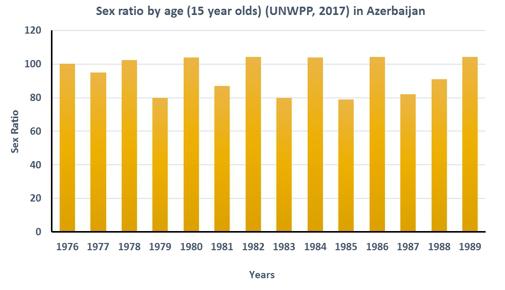 Sex ratio by age (15 year olds) (UNWPP, 2017) in Azerbaijan
120
100
80
60
40
20
0
Sex Ratio
1976 1977 1978 1979 1980 1981 1982 1983 1984 1985 1986 1987 1988 1989
Years